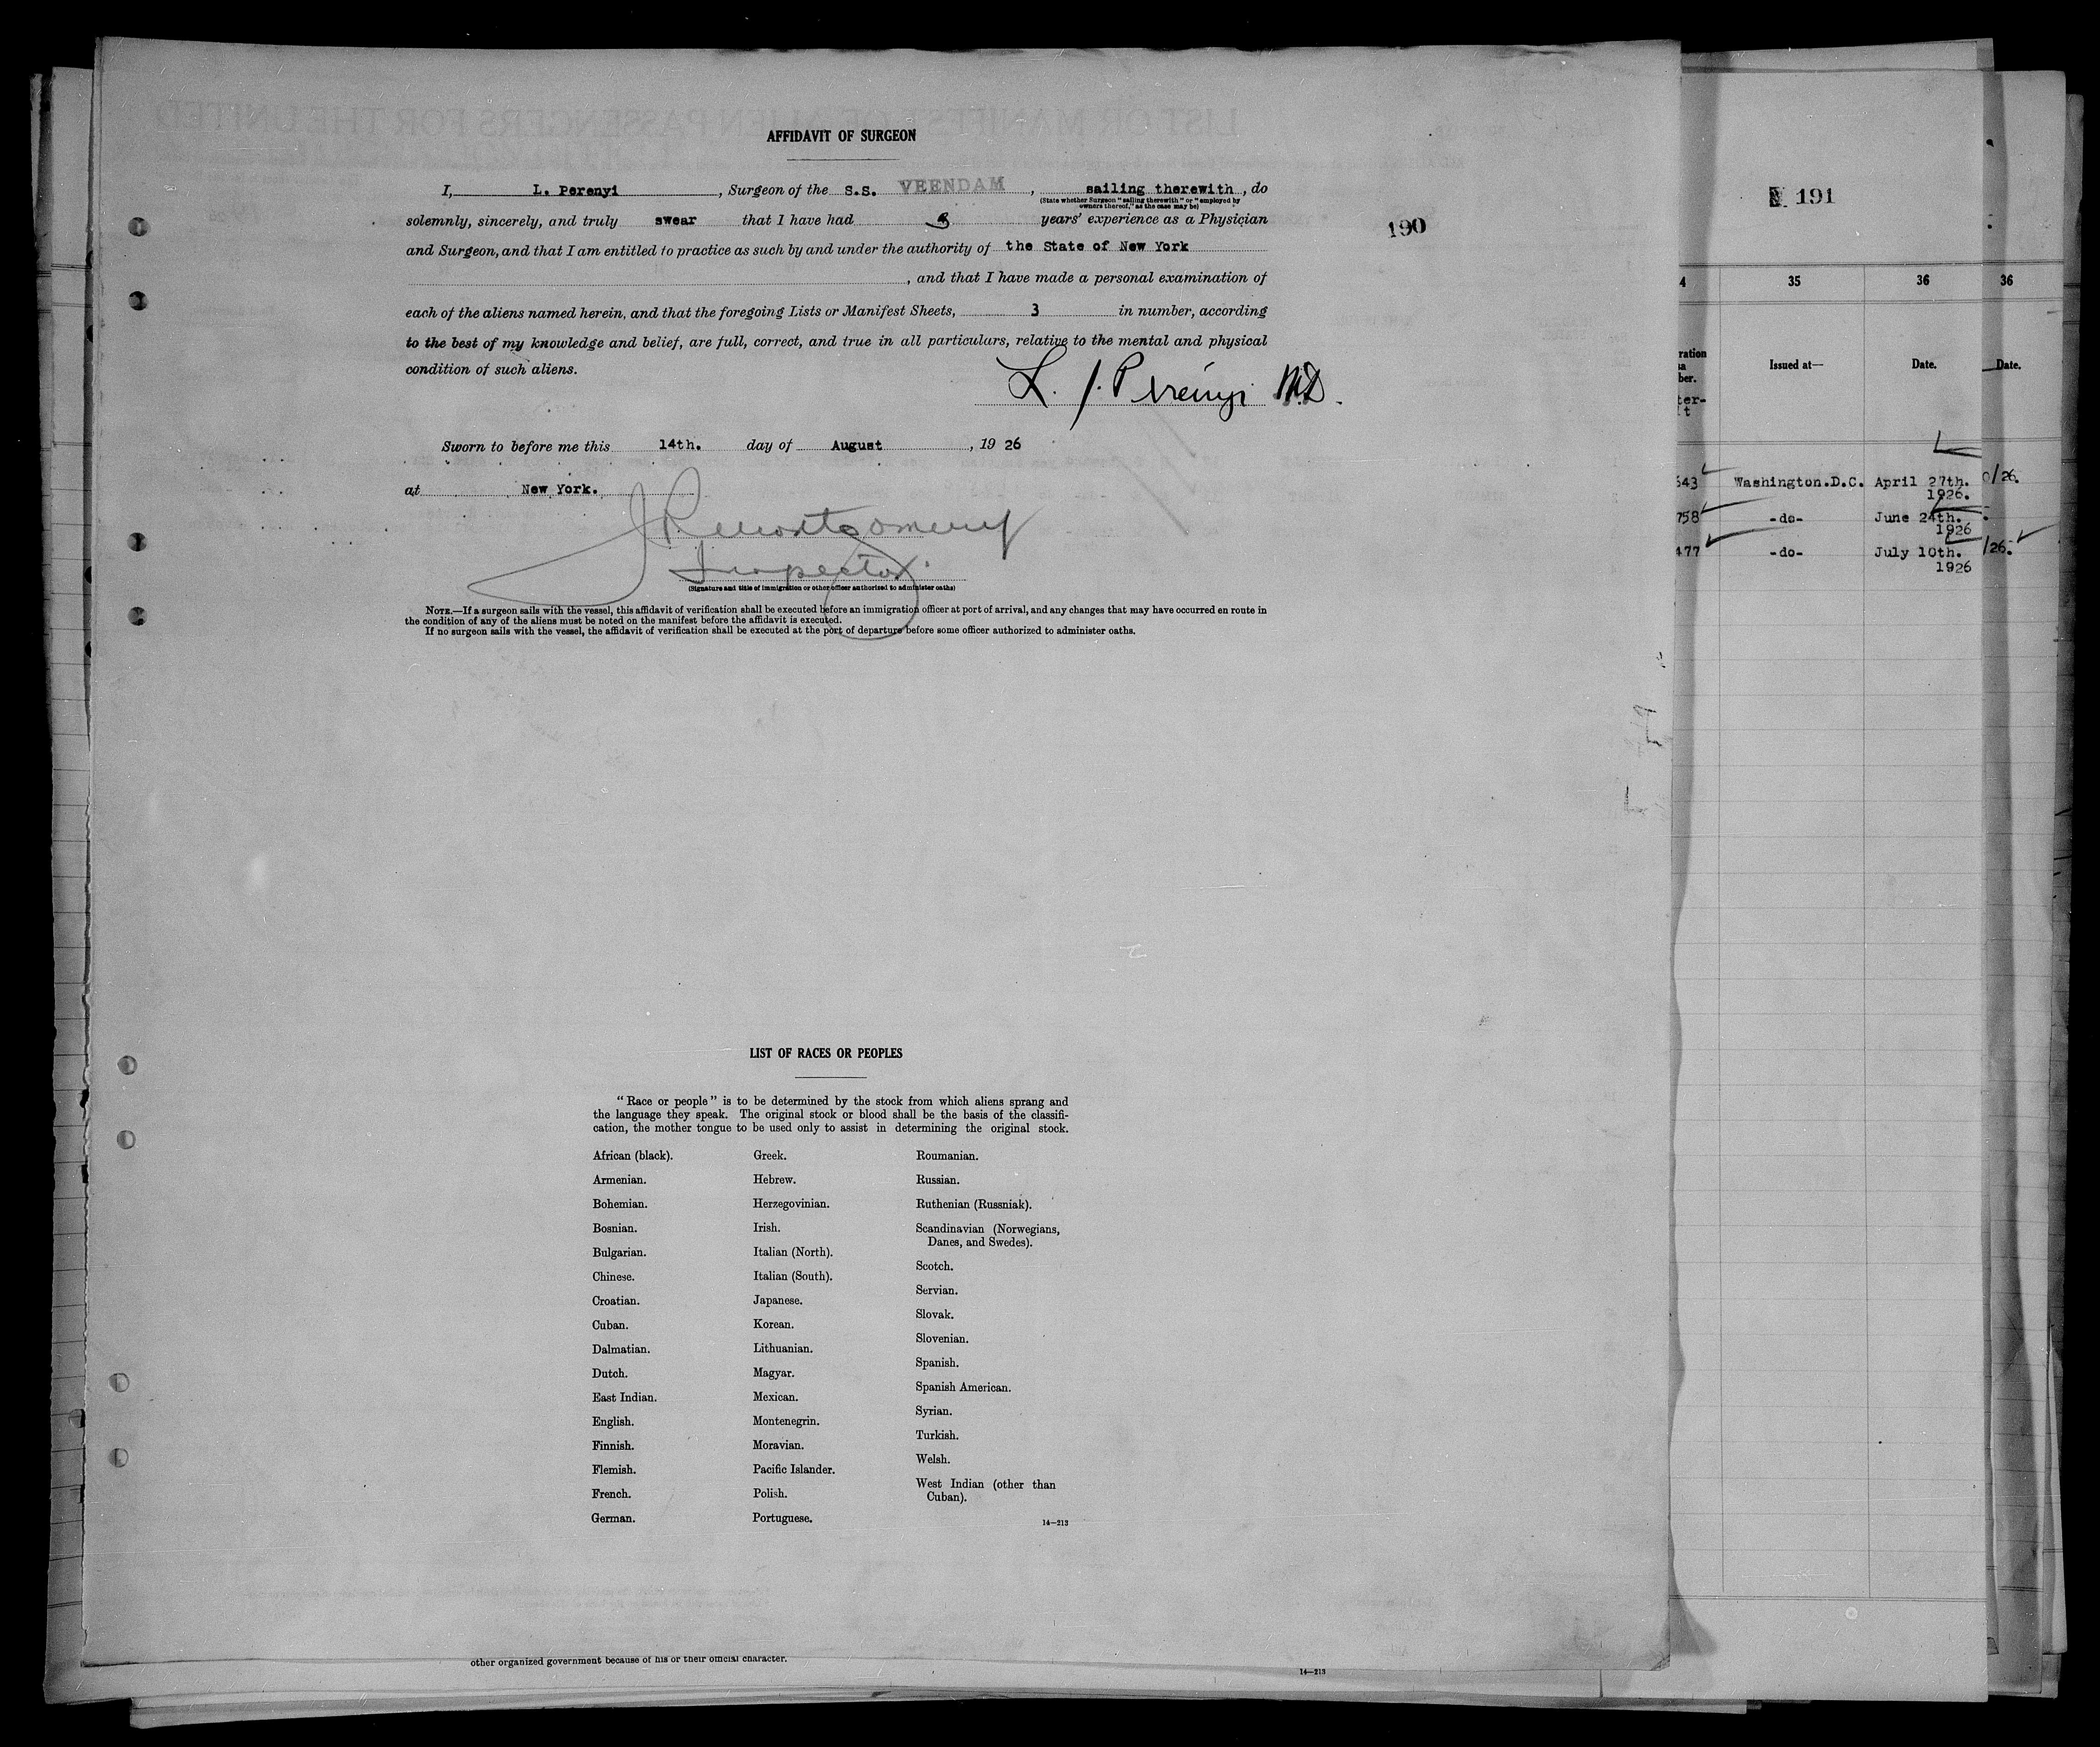 AFFIDAVIT OF SURGEON
I, L. Perenyi, Surgeon of the S.S. VEENDAM, sailing therewith, do
(State whether Surgeon "sailing therewith" or "employed by
owners thereof," as the case may be)
solemnly, sincerely, and truly swear that I have had years' experience as a Physician
and Surgeon, and that I am entitled to practice as such by and under the authority of the State of New York
, and that I have made a personal examination of
each of the aliens named herein, and that the foregoing Lists or Manifest Sheets, 3 in number, according
to the best of my knowledge and belief, are full, correct, and true in all particulars, relative to the mental and physical
condition of such aliens.
L. J. Perényi M.D.
Sworn to before me this 14th. day of August, 1926
at New York.
J R Montgomery
Inspector
(Signature and title of immigration or other officer authorized to administer oaths)
NOTE.—If a surgeon sails with the vessel, this affidavit of verification shall be executed before an immigration officer at port of arrival, and any changes that may have occurred en route in
the condition of any of the aliens must be noted on the manifest before the affidavit is executed.
If no surgeon sails with the vessel, the affidavit of verification shall be executed at the port of departure before some officer authorized to administer oaths.
190
LIST OF RACES OR PEOPLES
"Race or people" is to be determined by the stock from which aliens sprang and
the language they speak. The original stock or blood shall be the basis of the classifi-
cation, the mother tongue to be used only to assist in determining the original stock.
African (black).
Armenian.
Bohemian.
Bosnian.
Bulgarian.
Chinese.
Croatian.
Cuban.
Dalmatian.
Dutch.
East Indian.
English.
Finnish.
Flemish.
French.
German.
Greek.
Hebrew.
Herzegovinian.
Irish.
Italian (North).
Italian (South).
Japanese.
Korean.
Lithuanian.
Magyar.
Mexican.
Montenegrin.
Moravian.
Pacific Islander.
Polish.
Portuguese.
Roumanian.
Russian.
Ruthenian (Russniak).
Scandinavian (Norwegians,
Danes, and Swedes).
Scotch.
Servian.
Slovak.
Slovenian.
Spanish.
Spanish American.
Syrian.
Turkish.
Welsh.
West Indian (other than
Cuban).
14—213
other organized government because of his or their official character.
14—213
191
4 35 36 36
ration
ber. Issued at— Date. Date.
643 Washington.D.C. April 27th. 0/26.
1926.
758 -do- June 24th.
1926
477 -do- July 10th. /26.
1926